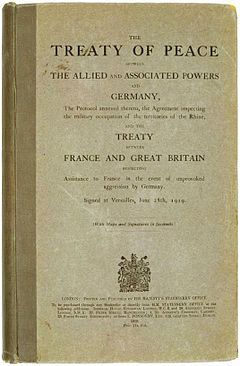 THE
TREATY OF PEACE
BETWEEN
THE ALLIED AND ASSOCIATED POWERS
AND
GERMANY,
The Protocol annexed thereto, the Agreement respecting
the military occupation of the territories of the Rhine,
AND THE
TREATY
BETWEEN
FRANCE AND GREAT BRITAIN
RESPECTING
Assistance to France in the event of unprovoked
aggression by Germany.
Signed at Versailles, June 28th, 1919.
(With Maps and Signatures in facsimile)
LONDON: PRINTED AND PUBLISHED BY HIS MAJESTY'S STATIONERY OFFICE.
To be purchased through any Bookseller or directly from H.M. STATIONERY OFFICE at the
following addresses:
1919.